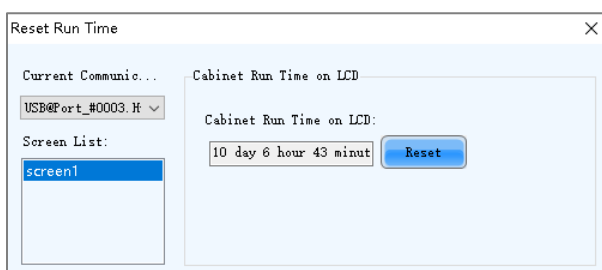 Reset Run Time
Current Communic...
USB@Port_#0003.H
Screen List:
screen1
Cabinet Run Time on LCD
Cabinet Run Time on LCD:
10 day 6 hour 43 minut
Reset